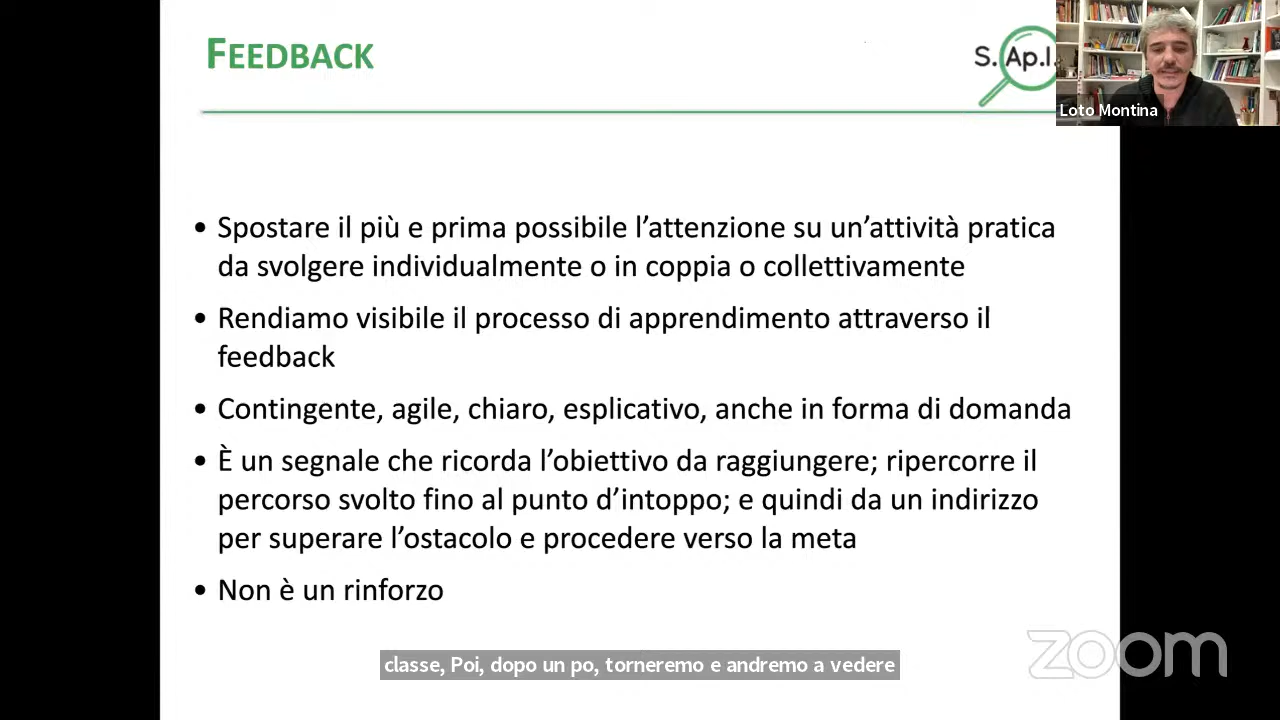 FEEDBACK
S.Ap.I.
Loto Montina
• Spostare il più e prima possibile l’attenzione su un’attività pratica
da svolgere individualmente o in coppia o collettivamente
• Rendiamo visibile il processo di apprendimento attraverso il
feedback
• Contingente, agile, chiaro, esplicativo, anche in forma di domanda
• È un segnale che ricorda l’obiettivo da raggiungere; ripercorre il
percorso svolto fino al punto d’intoppo; e quindi da un indirizzo
per superare l’ostacolo e procedere verso la meta
• Non è un rinforzo
zoom
classe, Poi, dopo un po, torneremo e andremo a vedere